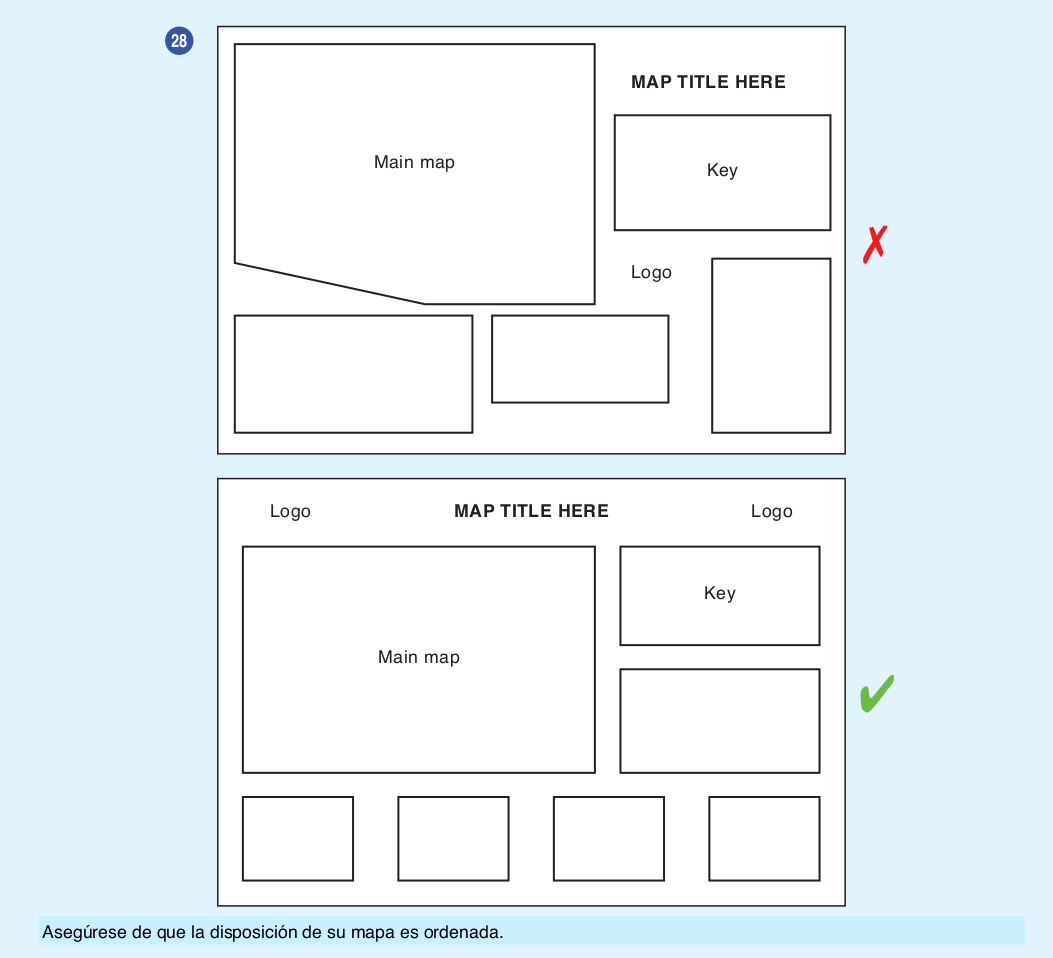 28
MAP TITLE HERE
Main map
Key
Logo
Logo MAP TITLE HERE Logo
Key
Main map
Asegúrese de que la disposición de su mapa es ordenada.